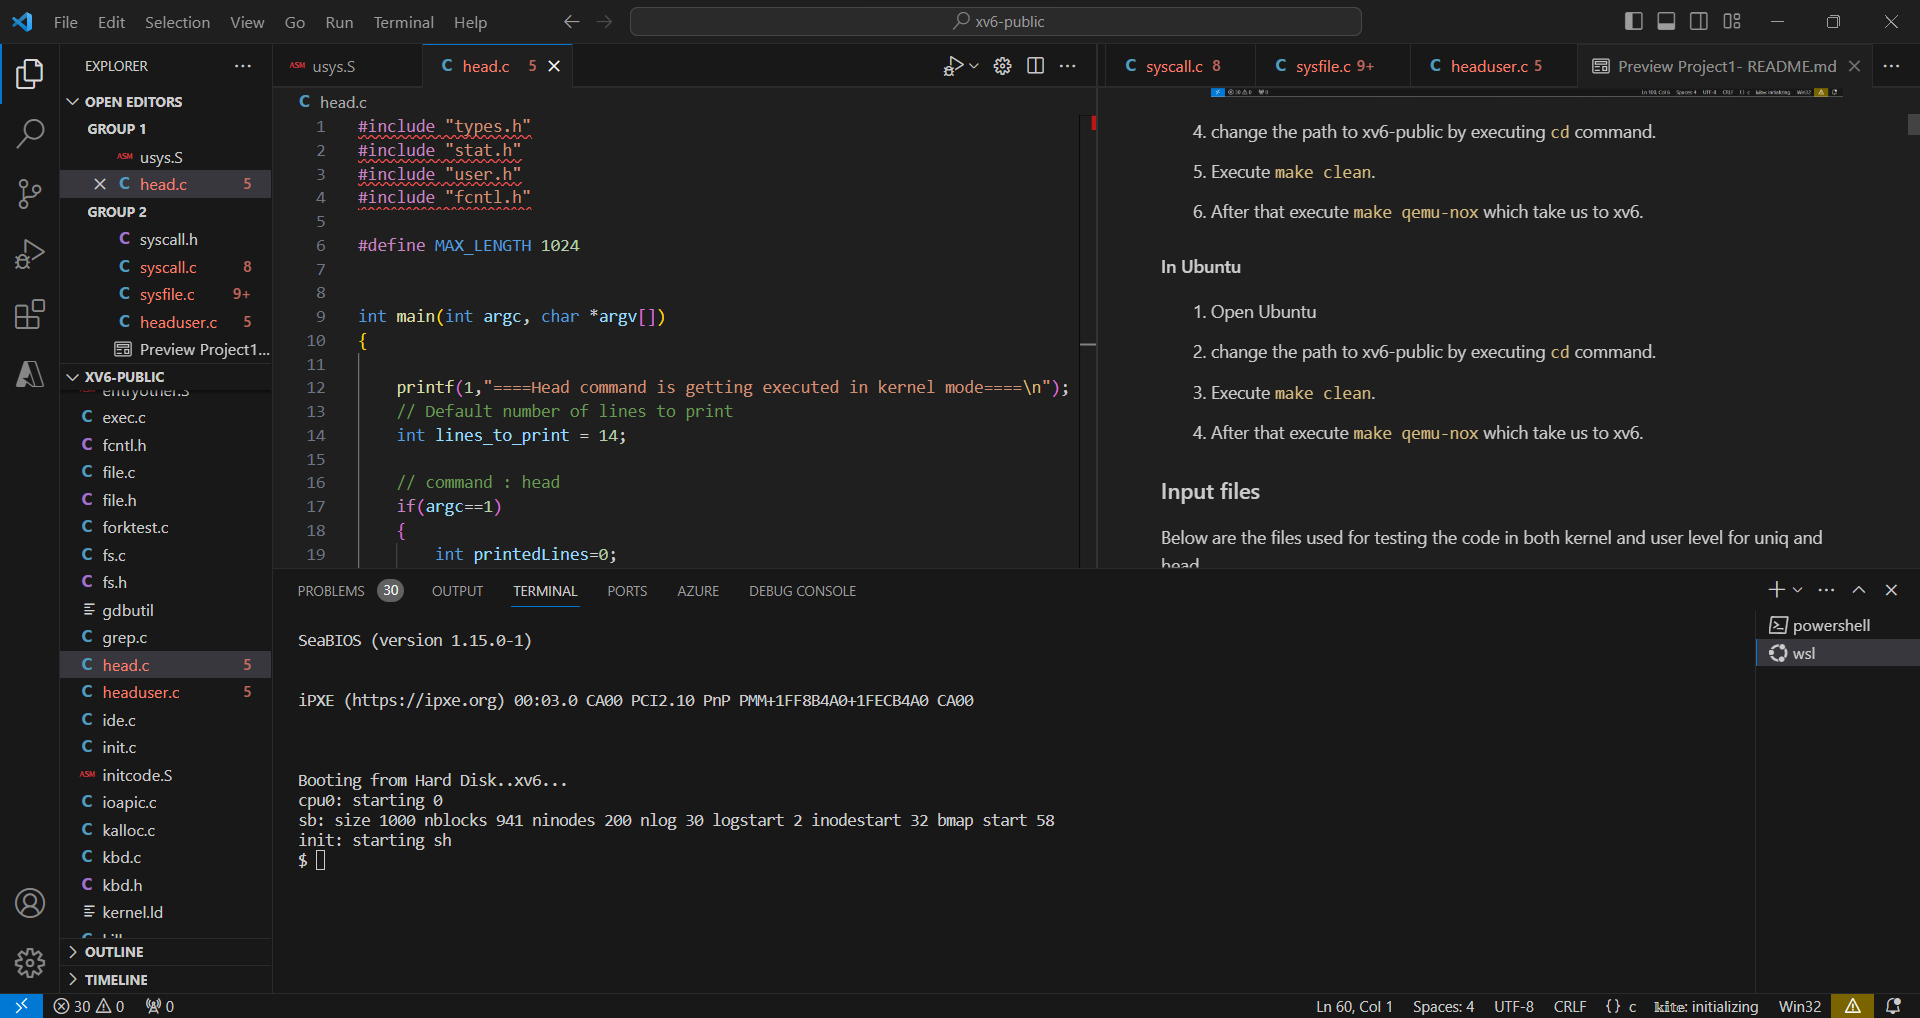 File Edit Selection View Go Run Terminal Help
xv6-public
EXPLORER
OPEN EDITORS
GROUP 1
ASM usys.S
C head.c 5
GROUP 2
C syscall.h
C syscall.c 8
C sysfile.c 9+
C headuser.c 5
Preview Project1...
XV6-PUBLIC
entryother.S
C exec.c
C fcntl.h
C file.c
C file.h
C forktest.c
C fs.c
C fs.h
gdbutil
C grep.c
C head.c 5
C headuser.c 5
C ide.c
C init.c
ASM initcode.S
C ioapic.c
C kalloc.c
C kbd.c
C kbd.h
kernel.ld
OUTLINE
TIMELINE
ASM usys.S
C head.c 5
C head.c
1 #include "types.h"
2 #include "stat.h"
3 #include "user.h"
4 #include "fcntl.h"
5
6 #define MAX_LENGTH 1024
7
8
9 int main(int argc, char *argv[])
10 {
11
12 printf(1,"====Head command is getting executed in kernel mode====\n");
13 // Default number of lines to print
14 int lines_to_print = 14;
15
16 // command : head
17 if(argc==1)
18 {
19 int printedLines=0;
C syscall.c 8
C sysfile.c 9+
C headuser.c 5
Preview Project1- README.md
4. change the path to xv6-public by executing cd command.
5. Execute make clean.
6. After that execute make qemu-nox which take us to xv6.
In Ubuntu
1. Open Ubuntu
2. change the path to xv6-public by executing cd command.
3. Execute make clean.
4. After that execute make qemu-nox which take us to xv6.
Input files
Below are the files used for testing the code in both kernel and user level for uniq and
head
PROBLEMS 30 OUTPUT TERMINAL PORTS AZURE DEBUG CONSOLE
SeaBIOS (version 1.15.0-1)
iPXE (https://ipxe.org) 00:03.0 CA00 PCI2.10 PnP PMM+1FF8B4A0+1FECB4A0 CA00
Booting from Hard Disk..xv6...
cpu0: starting 0
sb: size 1000 nblocks 941 ninodes 200 nlog 30 logstart 2 inodestart 32 bmap start 58
init: starting sh
$
powershell
wsl
30 0 0
Ln 60, Col 1 Spaces: 4 UTF-8 CRLF {} c kite: initializing Win32